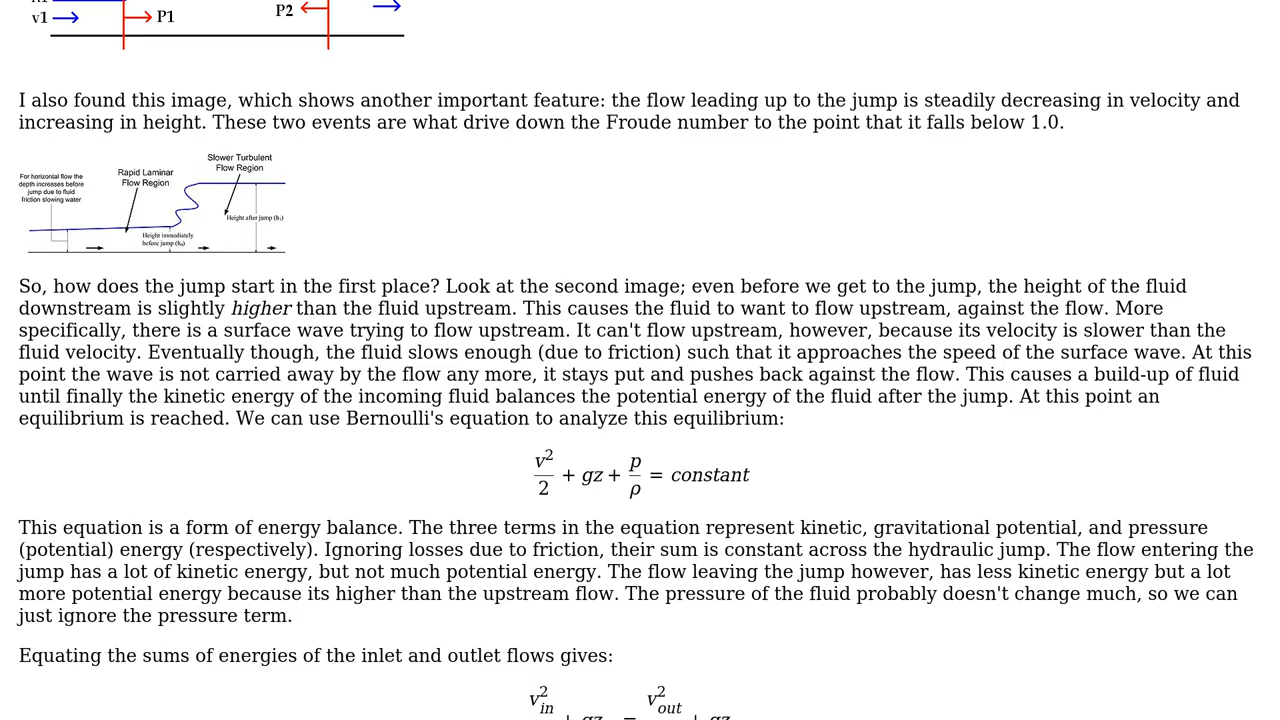 v1
P1
P2
I also found this image, which shows another important feature: the flow leading up to the jump is steadily decreasing in velocity and
increasing in height. These two events are what drive down the Froude number to the point that it falls below 1.0.
Slower Turbulent
Flow Region
Rapid Laminar
Flow Region
For horizontal flow the
depth increases before
jump due to fluid
friction slowing water
Height after jump (h₁)
Height immediately
before jump (h₀)
So, how does the jump start in the first place? Look at the second image; even before we get to the jump, the height of the fluid
downstream is slightly higher than the fluid upstream. This causes the fluid to want to flow upstream, against the flow. More
specifically, there is a surface wave trying to flow upstream. It can't flow upstream, however, because its velocity is slower than the
fluid velocity. Eventually though, the fluid slows enough (due to friction) such that it approaches the speed of the surface wave. At this
point the wave is not carried away by the flow any more, it stays put and pushes back against the flow. This causes a build-up of fluid
until finally the kinetic energy of the incoming fluid balances the potential energy of the fluid after the jump. At this point an
equilibrium is reached. We can use Bernoulli's equation to analyze this equilibrium:
v²/2 + gz + p/ρ = constant
This equation is a form of energy balance. The three terms in the equation represent kinetic, gravitational potential, and pressure
(potential) energy (respectively). Ignoring losses due to friction, their sum is constant across the hydraulic jump. The flow entering the
jump has a lot of kinetic energy, but not much potential energy. The flow leaving the jump however, has less kinetic energy but a lot
more potential energy because its higher than the upstream flow. The pressure of the fluid probably doesn't change much, so we can
just ignore the pressure term.
Equating the sums of energies of the inlet and outlet flows gives:
v²in + gz = v²out + gz